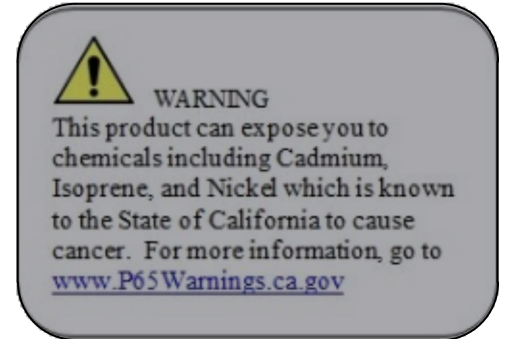 WARNING
This product can expose you to
chemicals including Cadmium,
Isoprene, and Nickel which is known
to the State of California to cause
cancer.  For more information, go to
www.P65Warnings.ca.gov